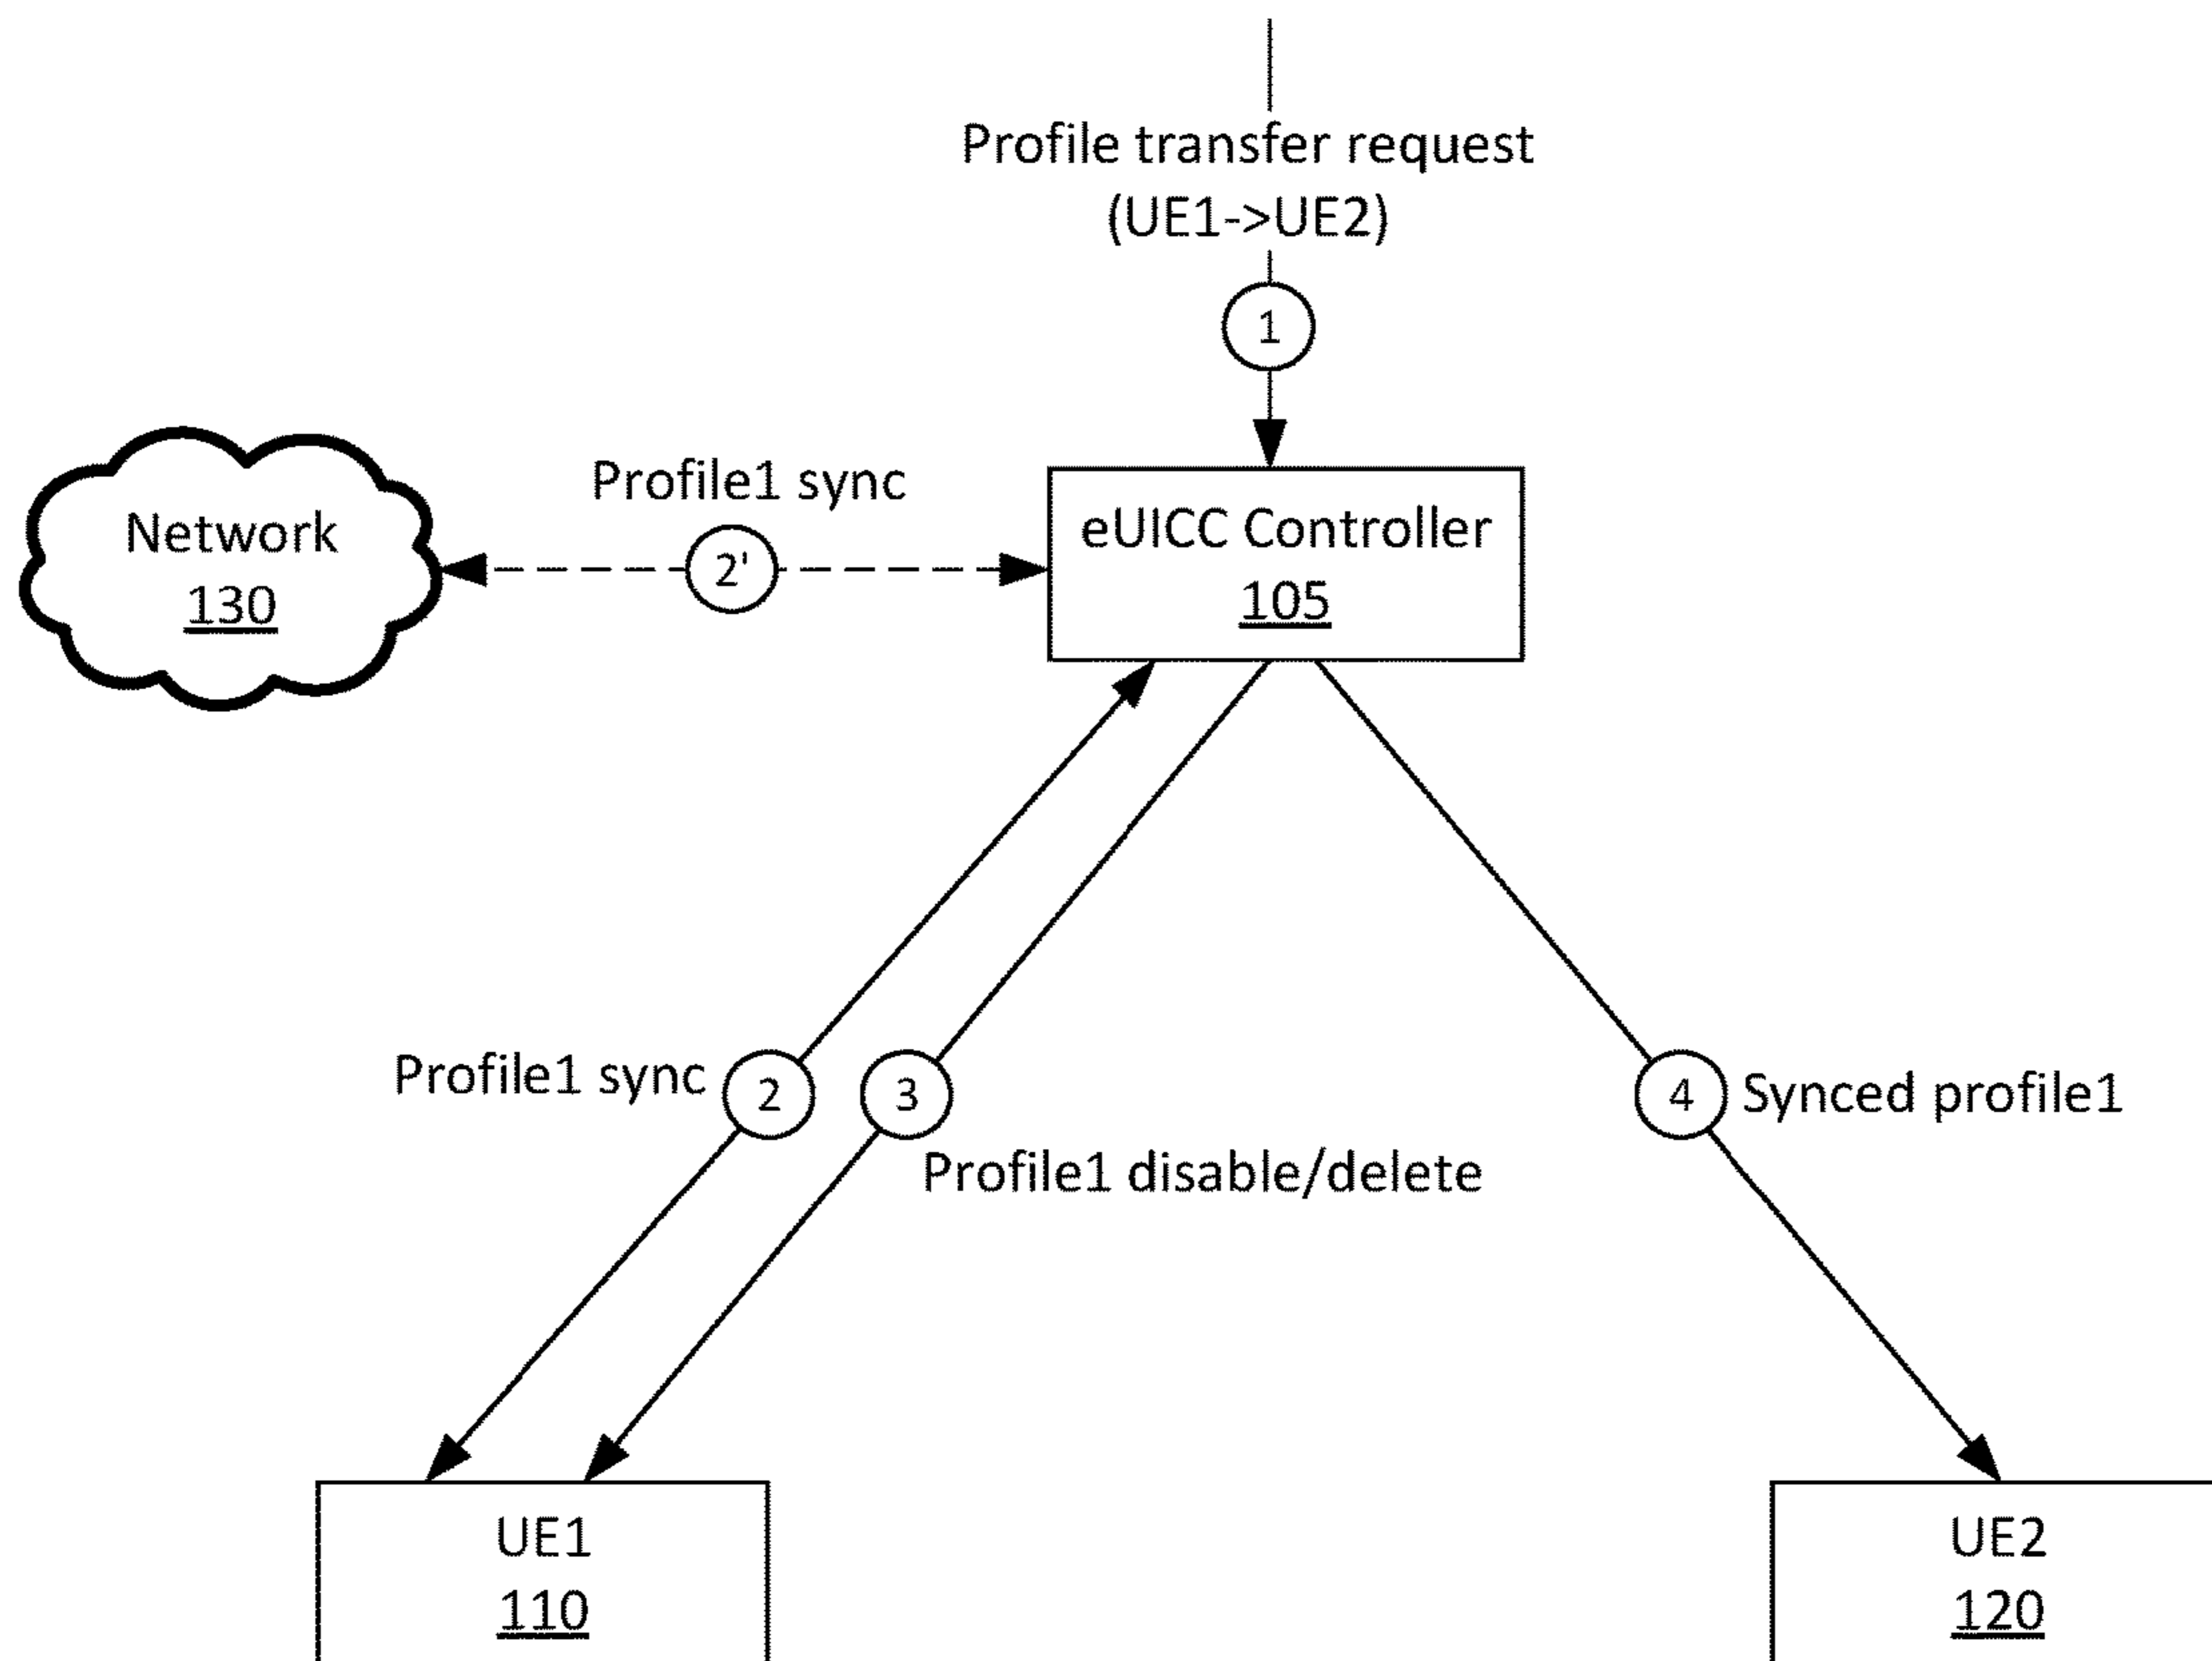 Profile transfer request
(UE1->UE2)
1
Profile1 sync
2'
Network
130
eUICC Controller
105
Profile1 sync
2
3
Profile1 disable/delete
4
Synced profile1
UE1
110
UE2
120